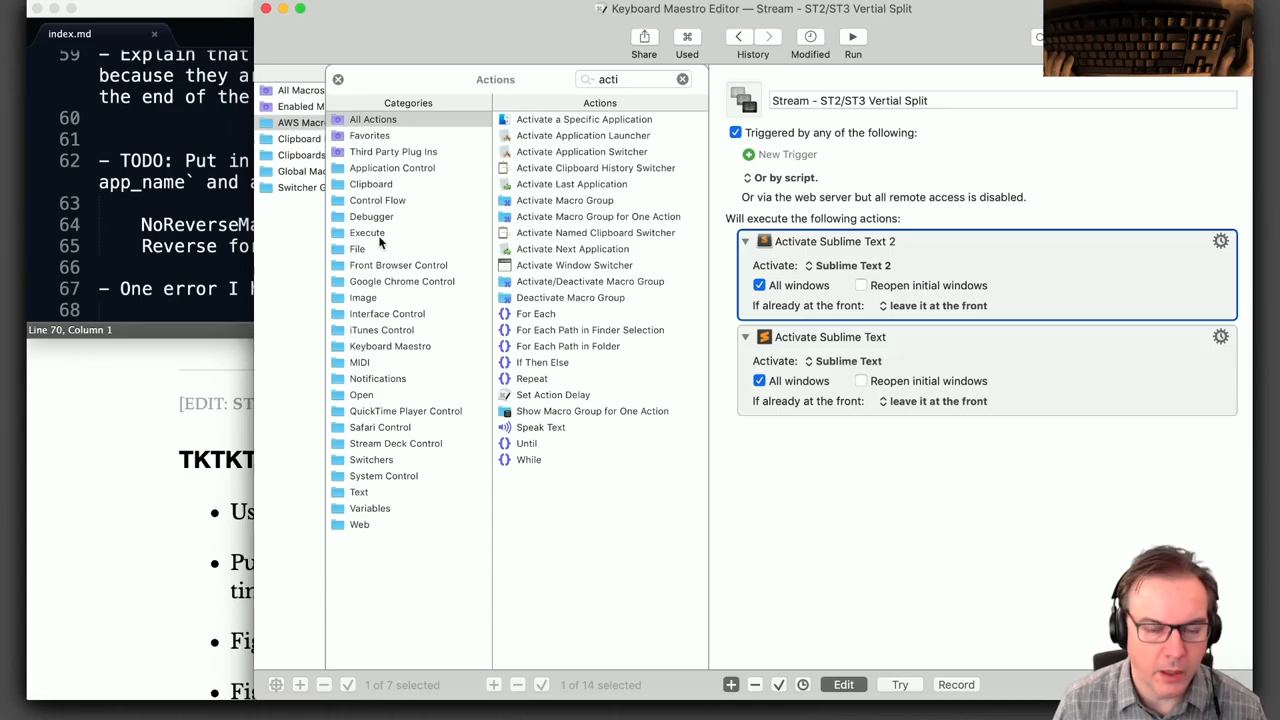 index.md
59 – Explain that
because they ar
the end of the
60
61
62 – TODO: Put in
app_name` and a
63
64 NoReverseMa
65 Reverse for
66
67 – One error I h
68
Line 70, Column 1
[EDIT: ST
TKTKT
Us
Pu
tin
Fig
Fix
Keyboard Maestro Editor — Stream - ST2/ST3 Vertial Split
Share
Used
History
Modified
Run
All Macros
Enabled M
AWS Macr
Clipboard
Clipboards
Global Mac
Switcher G
Actions
acti
Categories
All Actions
Favorites
Third Party Plug Ins
Application Control
Clipboard
Control Flow
Debugger
Execute
File
Front Browser Control
Google Chrome Control
Image
Interface Control
iTunes Control
Keyboard Maestro
MIDI
Notifications
Open
QuickTime Player Control
Safari Control
Stream Deck Control
Switchers
System Control
Text
Variables
Web
Actions
Activate a Specific Application
Activate Application Launcher
Activate Application Switcher
Activate Clipboard History Switcher
Activate Last Application
Activate Macro Group
Activate Macro Group for One Action
Activate Named Clipboard Switcher
Activate Next Application
Activate Window Switcher
Activate/Deactivate Macro Group
Deactivate Macro Group
For Each
For Each Path in Finder Selection
For Each Path in Folder
If Then Else
Repeat
Set Action Delay
Show Macro Group for One Action
Speak Text
Until
While
1 of 7 selected
1 of 14 selected
Stream - ST2/ST3 Vertial Split
Triggered by any of the following:
New Trigger
Or by script.
Or via the web server but all remote access is disabled.
Will execute the following actions:
Activate Sublime Text 2
Activate: Sublime Text 2
All windows Reopen initial windows
If already at the front: leave it at the front
Activate Sublime Text
Activate: Sublime Text
All windows Reopen initial windows
If already at the front: leave it at the front
Edit
Try
Record